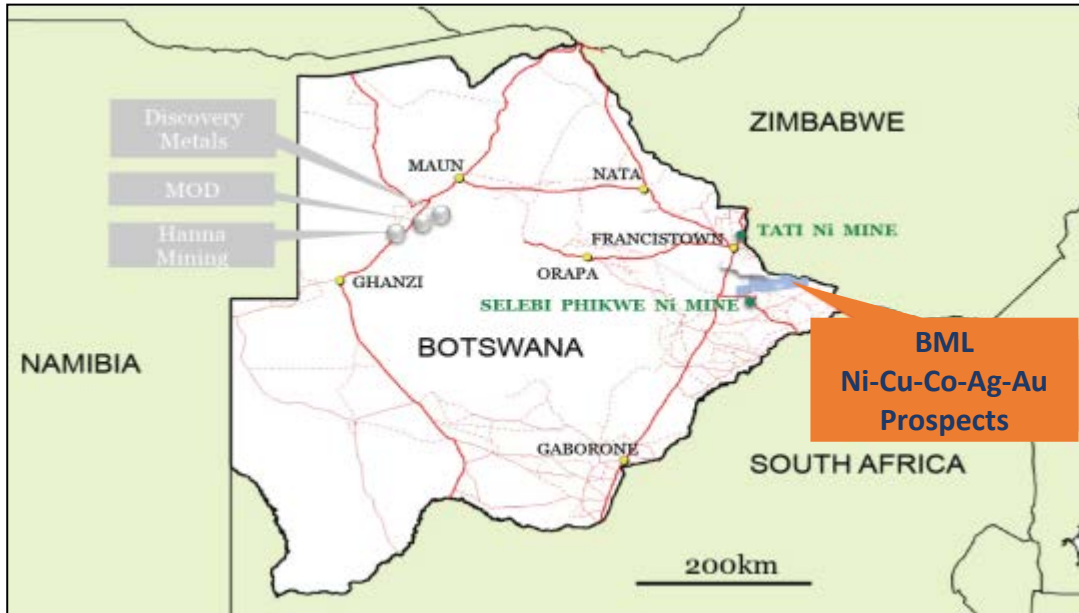 ZIMBABWE
Discovery
Metals
MOD
Hanna
Mining
MAUN
NATA
TATI Ni MINE
FRANCISTOWN
ORAPA
GHANZI
SELEBI PHIKWE Ni MINE
BOTSWANA
NAMIBIA
BML
Ni-Cu-Co-Ag-Au
Prospects
GABORONE
SOUTH AFRICA
200km